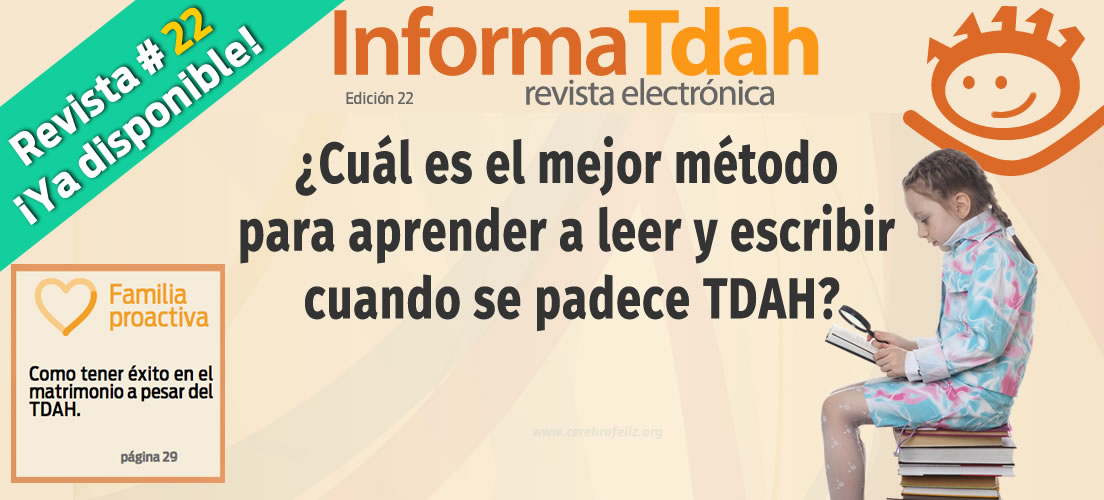 Revista # 22
¡Ya disponible!
InformaTdah
Edición 22
revista electrónica
¿Cuál es el mejor método
para aprender a leer y escribir
cuando se padece TDAH?
Familia
proactiva
Como tener éxito en el
matrimonio a pesar del
TDAH.
página 29
www.cerebrofeliz.org